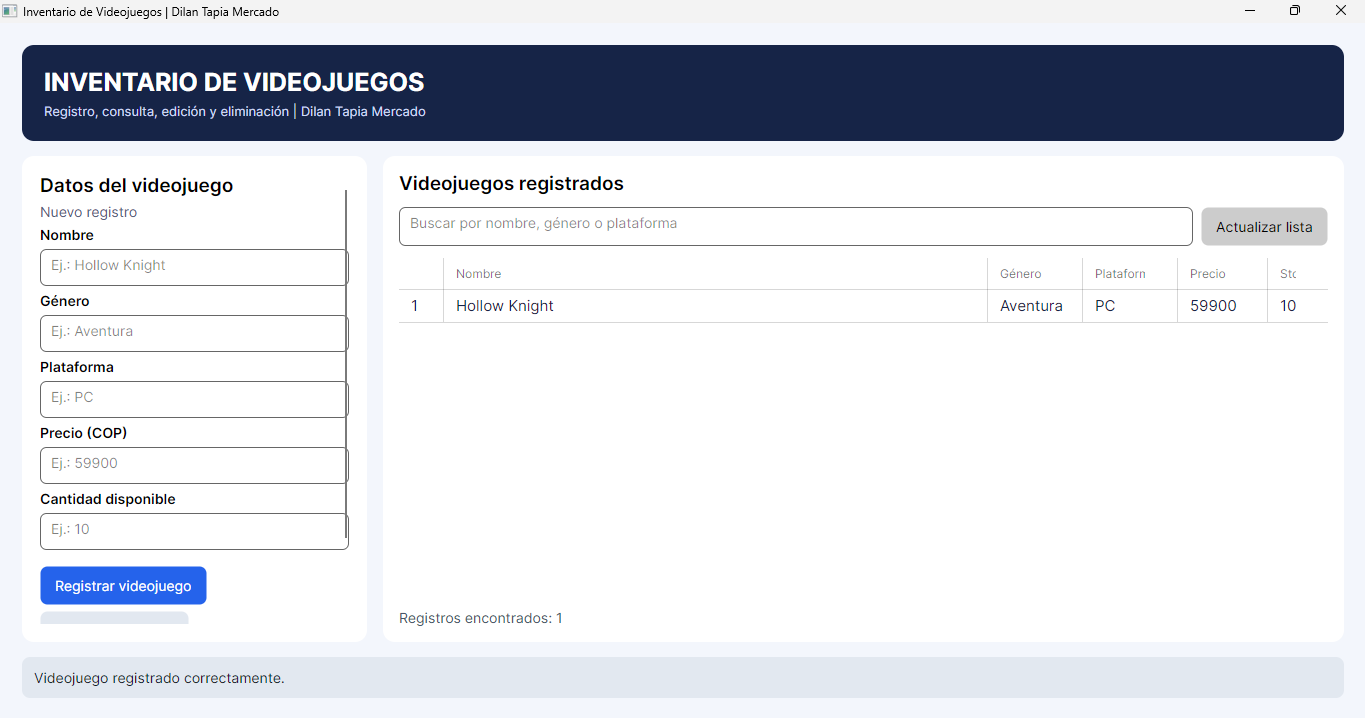 Inventario de Videojuegos | Dilan Tapia Mercado
INVENTARIO DE VIDEOJUEGOS
Registro, consulta, edición y eliminación | Dilan Tapia Mercado
Datos del videojuego
Nuevo registro
Nombre
Ej.: Hollow Knight
Género
Ej.: Aventura
Plataforma
Ej.: PC
Precio (COP)
Ej.: 59900
Cantidad disponible
Ej.: 10
Registrar videojuego
Videojuegos registrados
Buscar por nombre, género o plataforma
Actualizar lista
Nombre Género Plataforn Precio Stc
1 Hollow Knight Aventura PC 59900 10
Registros encontrados: 1
Videojuego registrado correctamente.